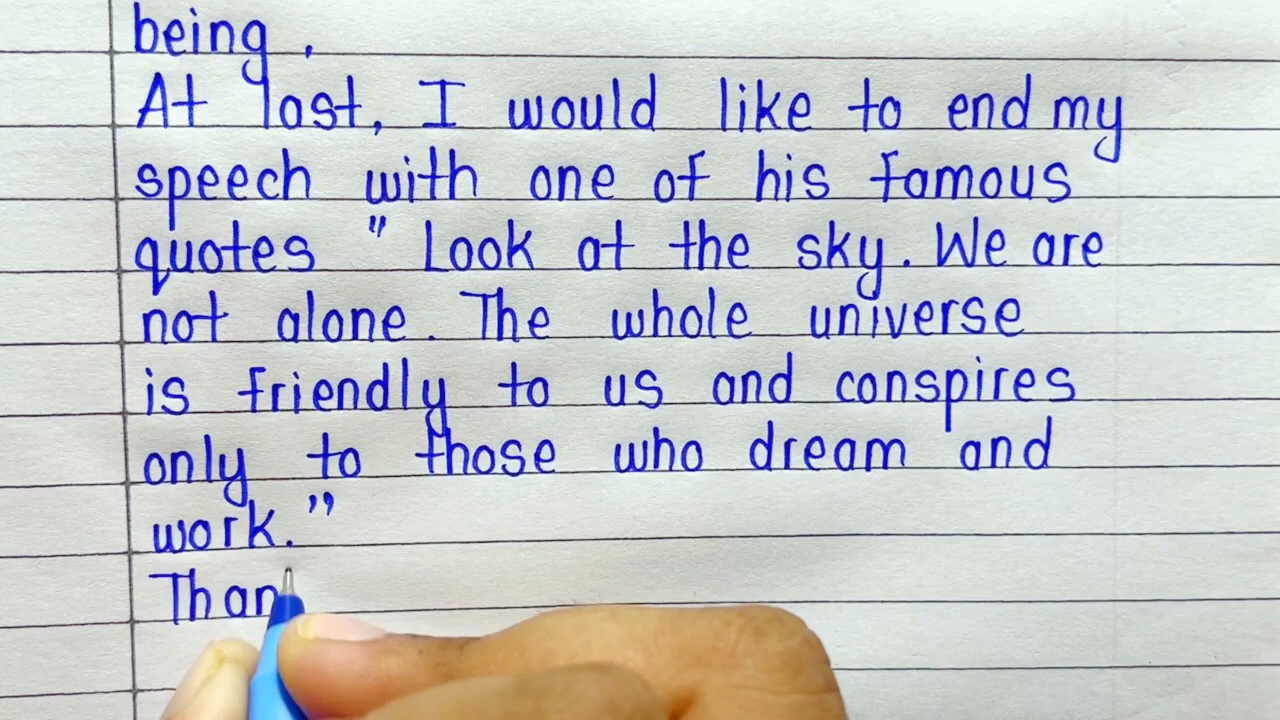 being.
At last, I would like to end my
speech with one of his famous
quotes " Look at the sky. We are
not alone. The whole universe
is friendly to us and conspires
only to those who dream and
work."
Than